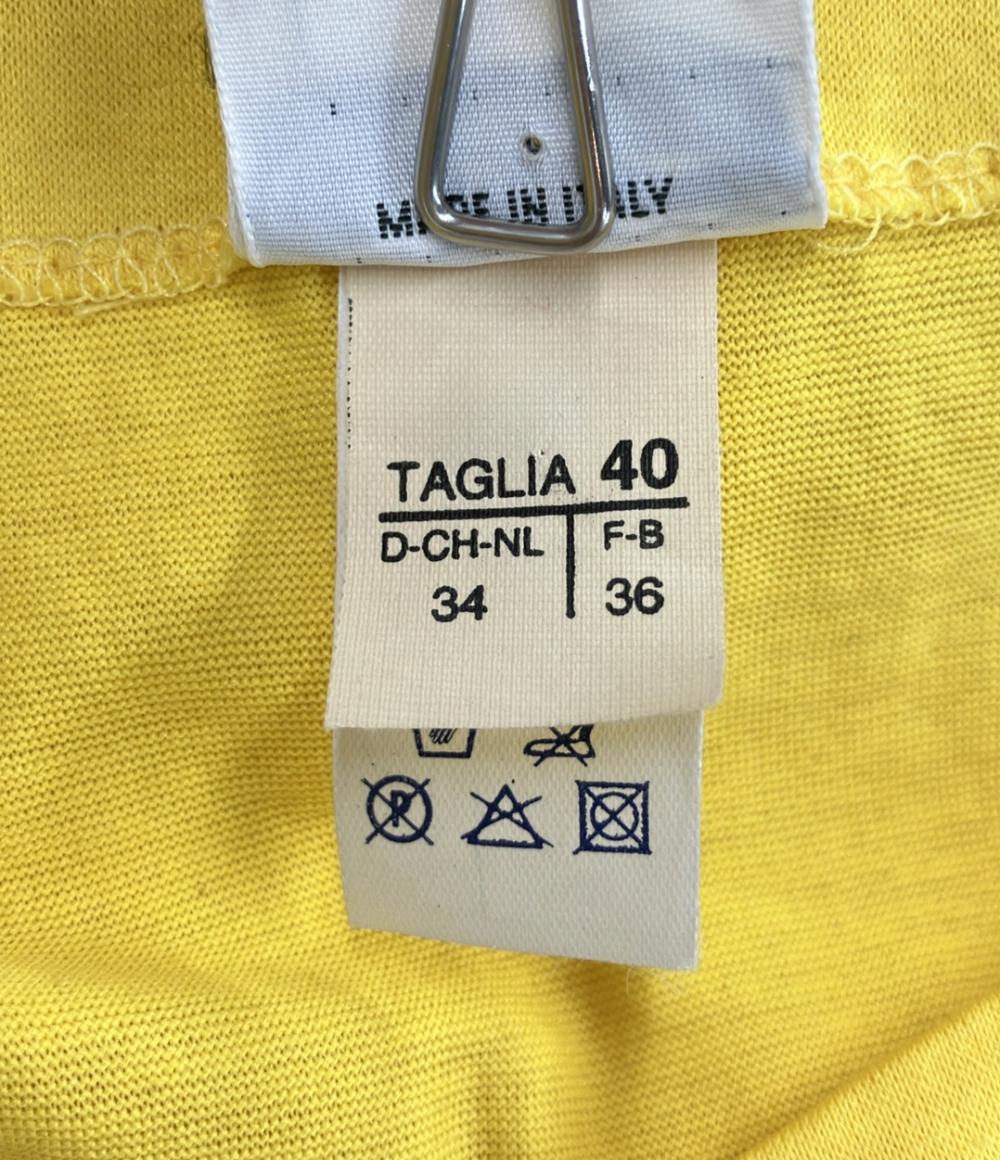 MADE IN ITALY
TAGLIA 40
D-CH-NL F-B
34 36
P